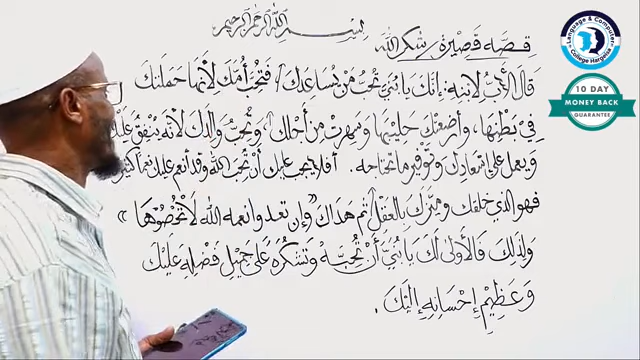 بسم الله الرحمن الرحيم
قصة قصيرة شكر الله
قال الأب لابنه: إنك يا بني تحب من يساعدك، فتحب أمك لأنها حملتك
في بطنها، وأرضعتك حليبها وسهرت من أجلك، وتحب والدك لأنه ينفق عليك
ويعمل على إسعادك وتوفير ما تحتاجه. أفلا يجب عليك أن تحب الله وقد أنعم عليك نعما كثيرة
فهو الذي خلقك وميزك بالعقل ثم هداك «وإن تعدوا نعمة الله لا تحصوها»
ولذلك فالأولى لك يا بني أن تحبه وتشكره على جميل فضله عليك
وعظيم إحسانه إليك.
Language & Computer
College Hargeisa
10 DAY
MONEY BACK
GUARANTEE